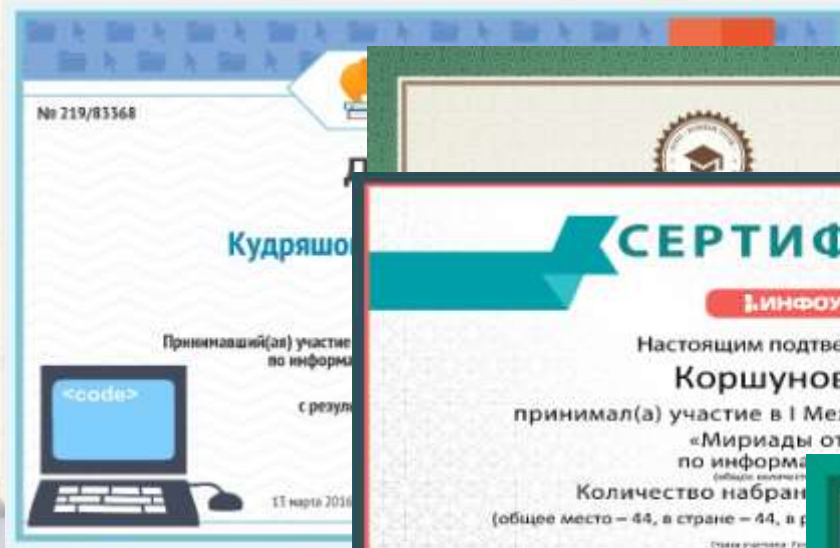 № 219/83368
Д
Кудряшо
Принимавший(ая) участие
по информа
с резул
<code>
13 марта 2016
СЕРТИФ
ИНФОУ
Настоящим подтве
Коршунов
принимал(а) участие в I Ме
«Мириады от
по информа
Количество набран
(общее место – 44, в стране – 44, в р